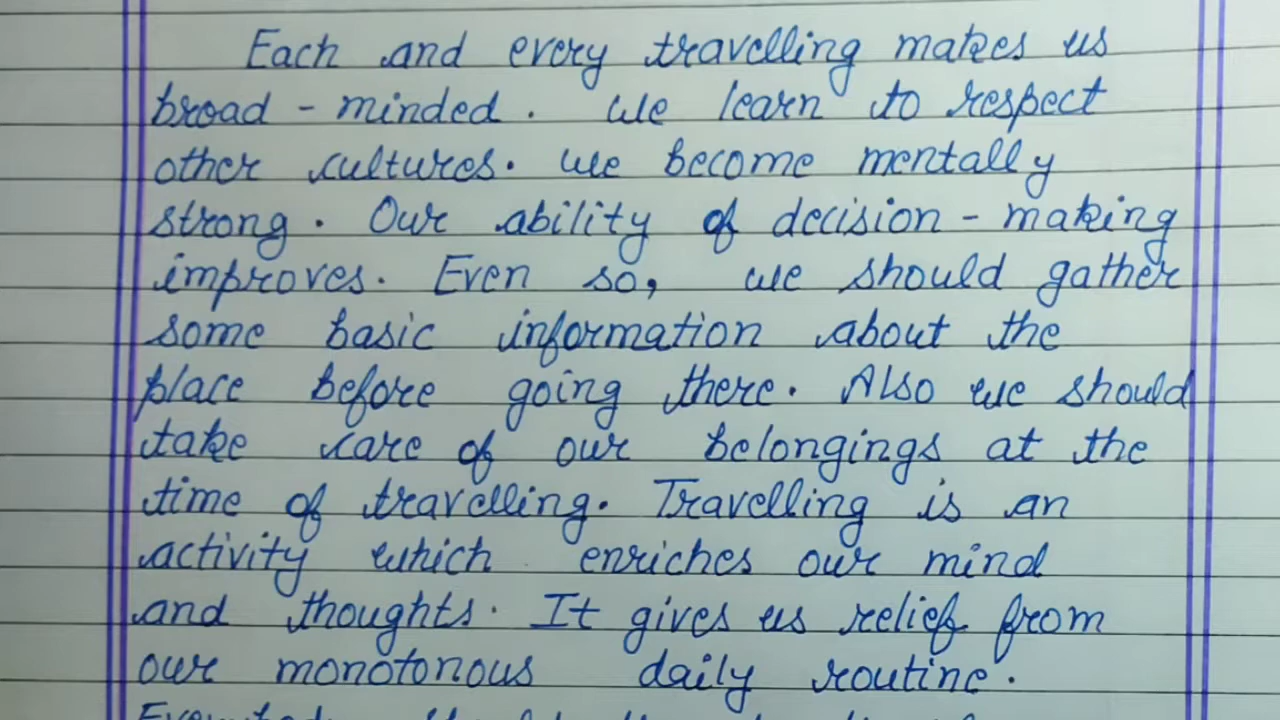 Each and every travelling makes us
broad - minded. We learn to respect
other cultures. We become mentally
strong. Our ability of decision - making
improves. Even so, we should gather
some basic information about the
place before going there. Also we should
take care of our belongings at the
time of travelling. Travelling is an
activity which enriches our mind
and thoughts. It gives us relief from
our monotonous daily routine.